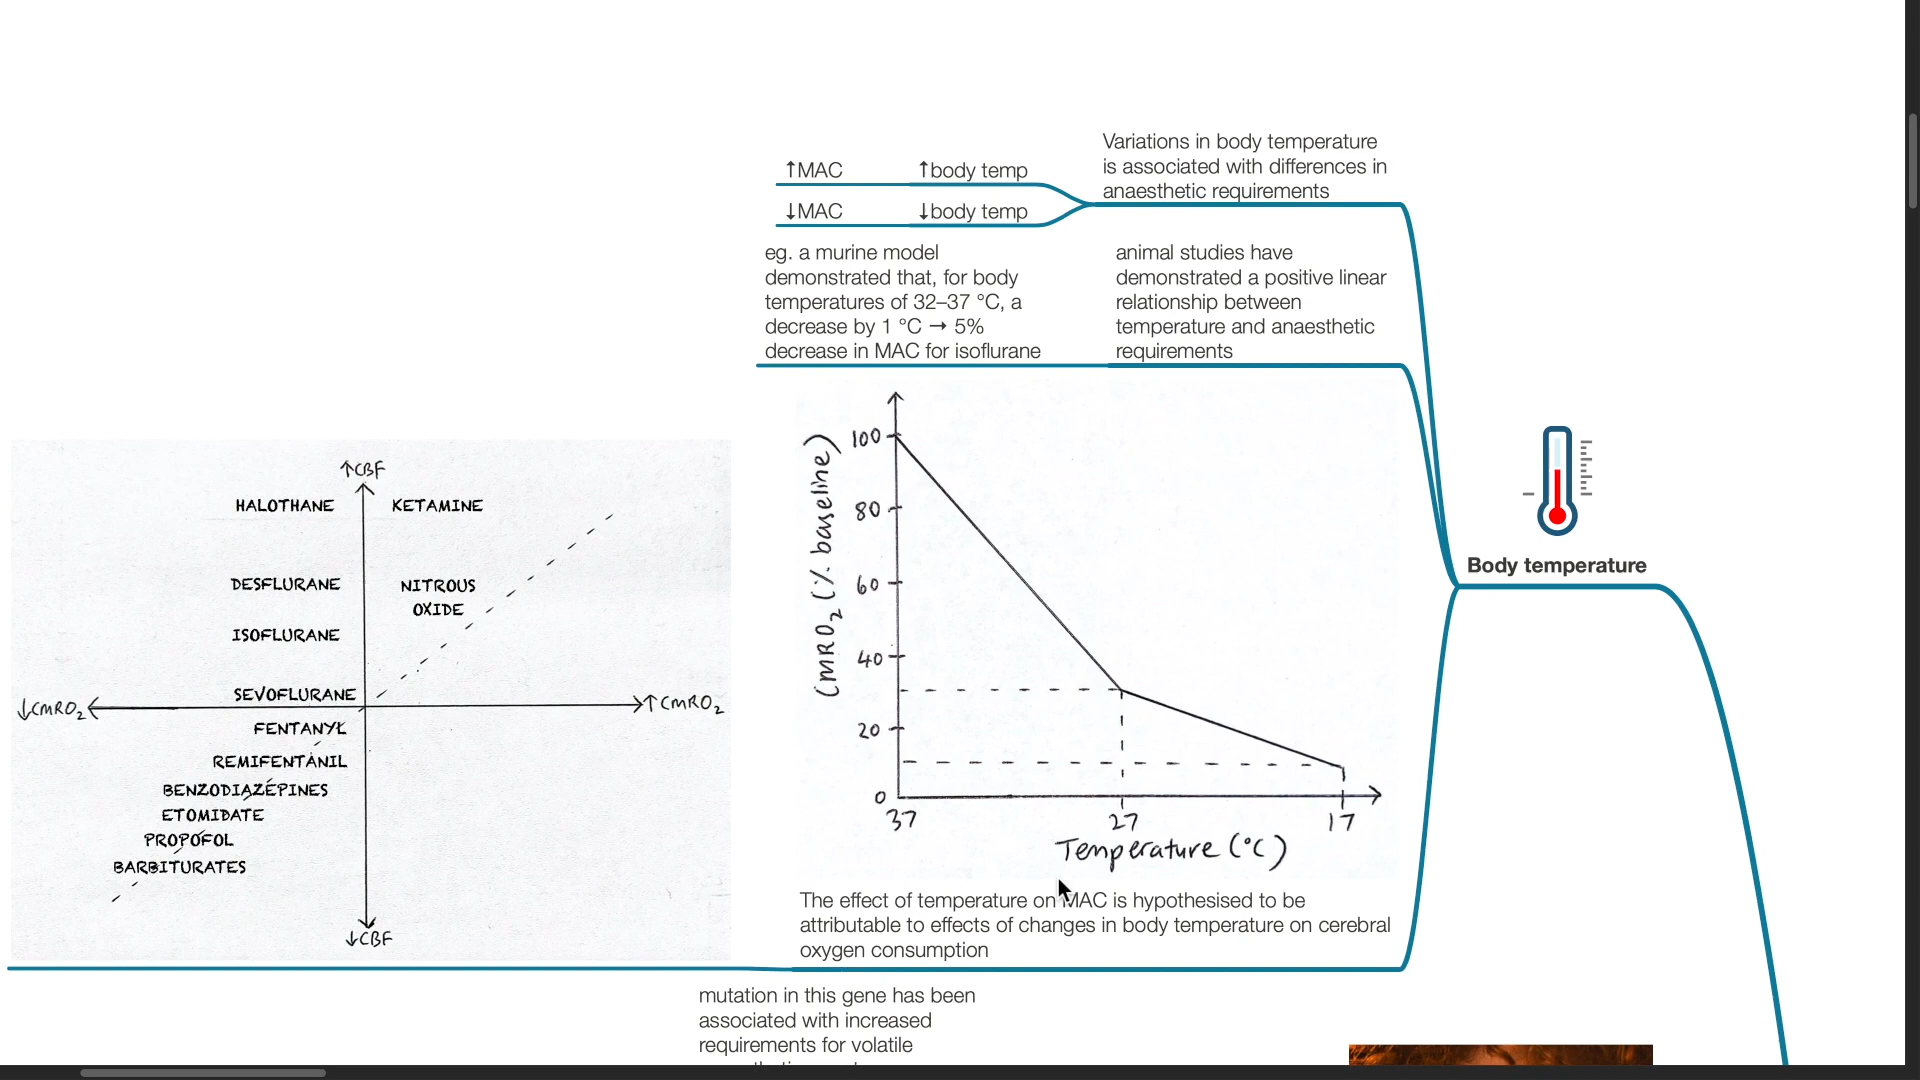 Variations in body temperature
is associated with differences in
anaesthetic requirements
↑body temp
↑MAC
↓body temp
↓MAC
animal studies have
demonstrated a positive linear
relationship between
temperature and anaesthetic
requirements
eg. a murine model
demonstrated that, for body
temperatures of 32–37 °C, a
decrease by 1 °C → 5%
decrease in MAC for isoflurane
CMRO2 (% baseline)
100
80
60
40
20
0
37
27
17
Temperature (°C)
The effect of temperature on MAC is hypothesised to be
attributable to effects of changes in body temperature on cerebral
oxygen consumption
↑CBF
HALOTHANE
KETAMINE
DESFLURANE
NITROUS
OXIDE
ISOFLURANE
SEVOFLURANE
↓CMRO2
↑CMRO2
FENTANYL
REMIFENTANIL
BENZODIAZEPINES
ETOMIDATE
PROPOFOL
BARBITURATES
↓CBF
Body temperature
mutation in this gene has been
associated with increased
requirements for volatile